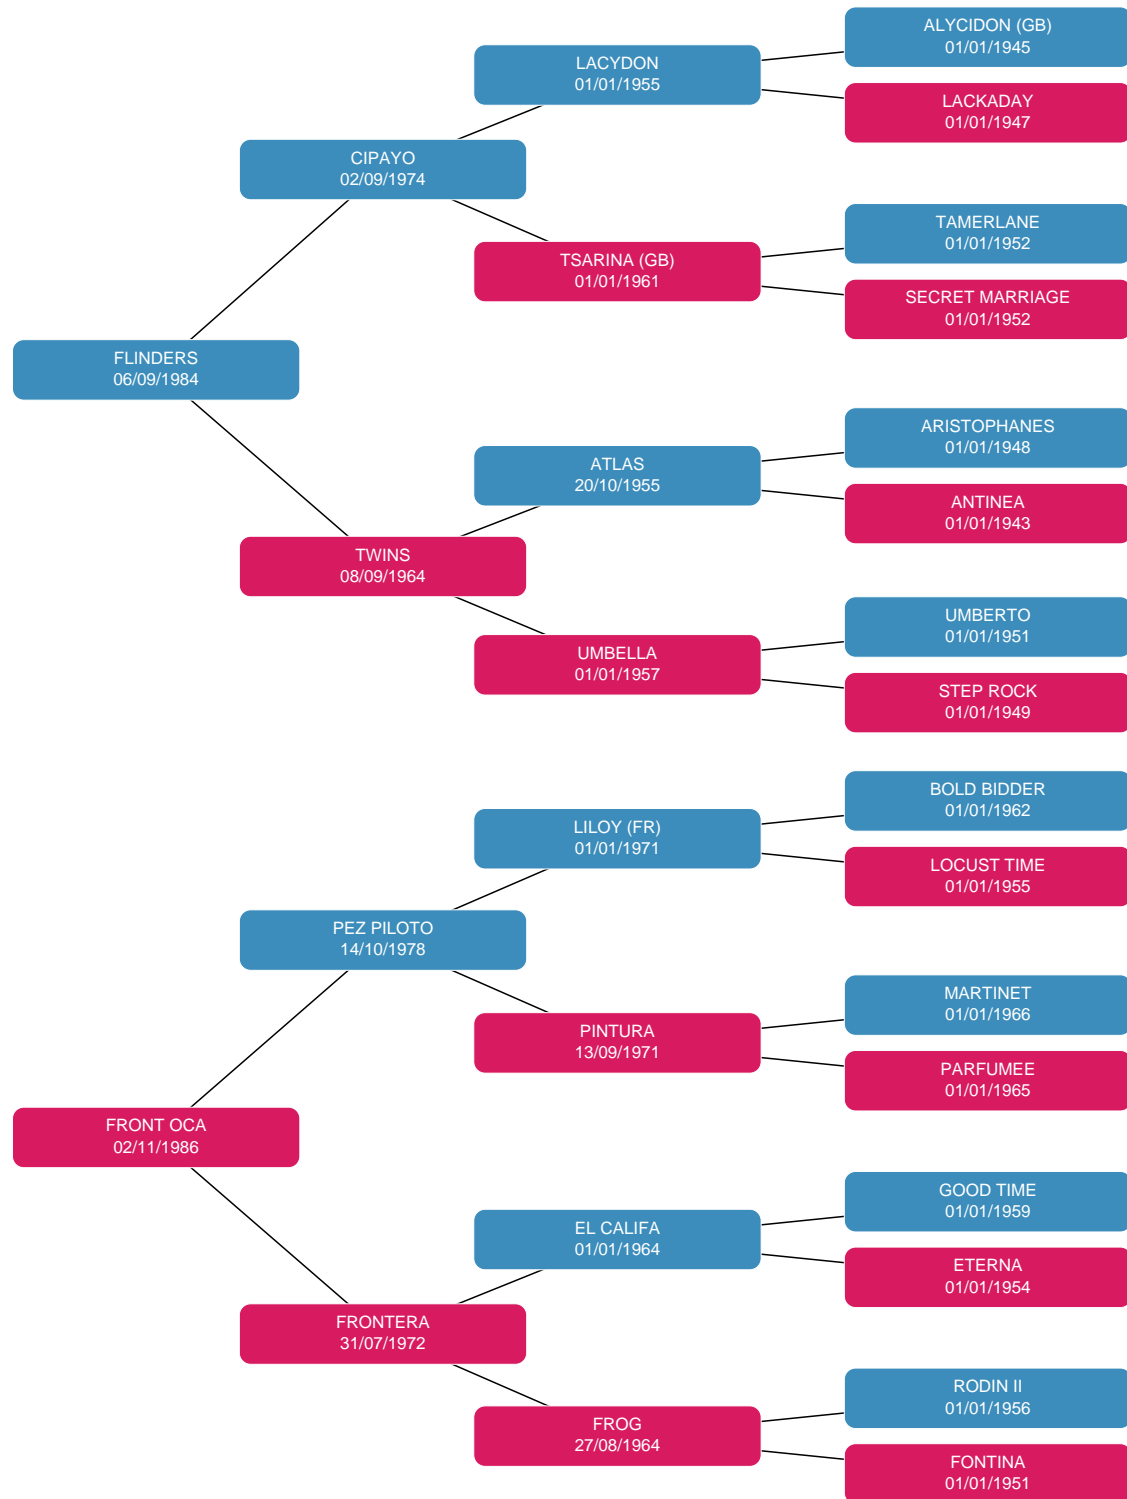 ALYCIDON (GB)
01/01/1945
LACYDON
01/01/1955
LACKADAY
01/01/1947
CIPAYO
02/09/1974
TAMERLANE
01/01/1952
TSARINA (GB)
01/01/1961
SECRET MARRIAGE
01/01/1952
FLINDERS
06/09/1984
ARISTOPHANES
01/01/1948
ATLAS
20/10/1955
ANTINEA
01/01/1943
TWINS
08/09/1964
UMBERTO
01/01/1951
UMBELLA
01/01/1957
STEP ROCK
01/01/1949
BOLD BIDDER
01/01/1962
LILOY (FR)
01/01/1971
LOCUST TIME
01/01/1955
PEZ PILOTO
14/10/1978
MARTINET
01/01/1966
PINTURA
13/09/1971
PARFUMEE
01/01/1965
FRONT OCA
02/11/1986
GOOD TIME
01/01/1959
EL CALIFA
01/01/1964
ETERNA
01/01/1954
FRONTERA
31/07/1972
RODIN II
01/01/1956
FROG
27/08/1964
FONTINA
01/01/1951